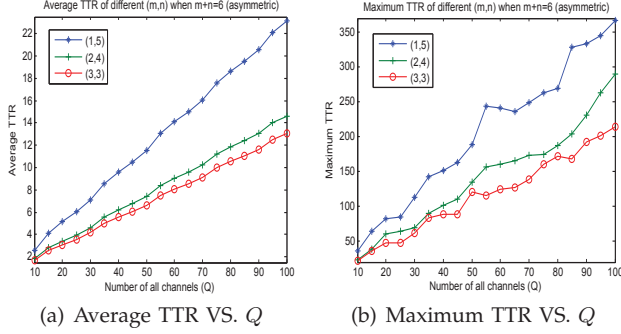 Average TTR of different (m,n) when m+n=6 (asymmetric)
22
20
18
16
14
12
10
8
6
4
2
Average TTR
(1,5)
(2,4)
(3,3)
10 20 30 40 50 60 70 80 90 100
Number of all channels (Q)
(a) Average TTR VS. Q
Maximum TTR of different (m,n) when m+n=6 (asymmetric)
350
300
250
200
150
100
50
Maximum TTR
(1,5)
(2,4)
(3,3)
10 20 30 40 50 60 70 80 90 100
Number of all channels (Q)
(b) Maximum TTR VS. Q